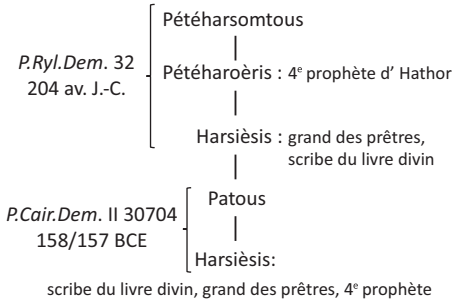 Pétéharsomtous
P.Ryl.Dem. 32
204 av. J.-C.
Pétéharoèris : 4ᵉ prophète d’ Hathor
Harsièsis : grand des prêtres,
scribe du livre divin
Patous
P.Cair.Dem. II 30704
158/157 BCE
Harsièsis:
scribe du livre divin, grand des prêtres, 4ᵉ prophète